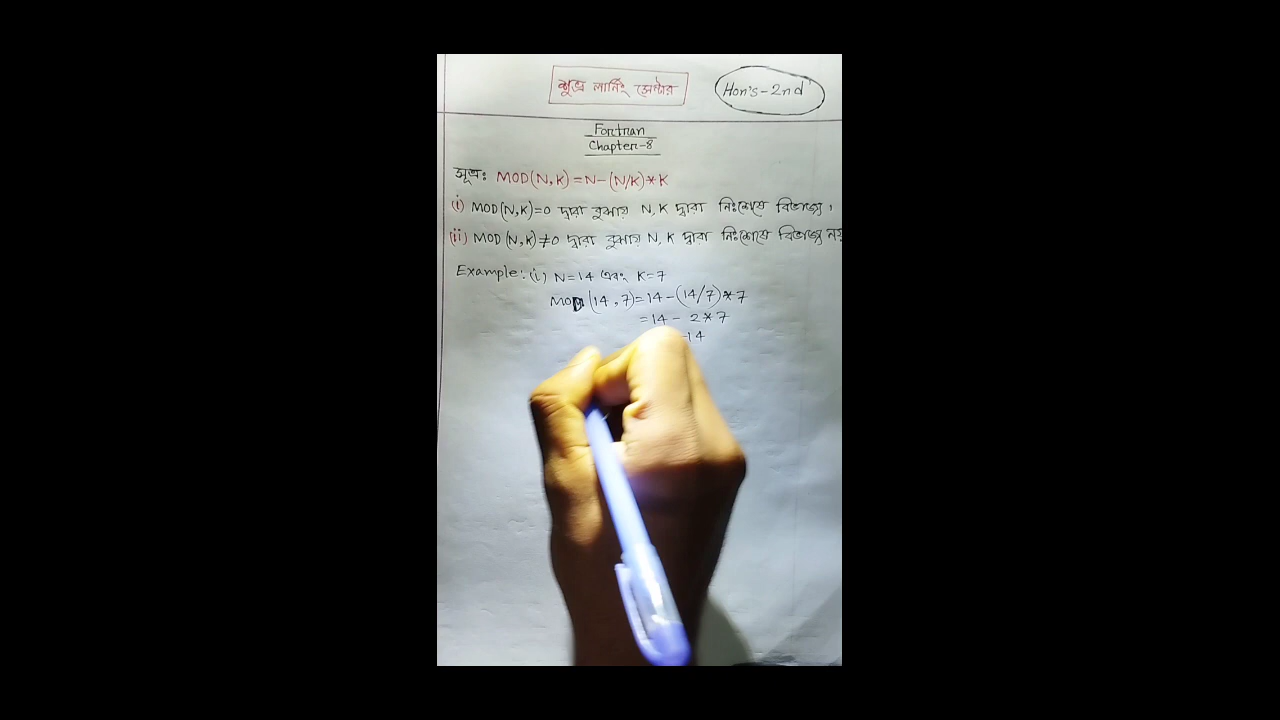 শুভ্র লার্নিং সেন্টার
Hon's-2nd
Fortran
Chapter-8
সূত্র: MOD(N,K)=N-(N/K)*K
(i) MOD(N,K)=0 দ্বারা বুঝায় N, K দ্বারা নিঃশেষে বিভাজ্য,
(ii) MOD(N,K)≠0 দ্বারা বুঝায় N, K দ্বারা নিঃশেষে বিভাজ্য নয়
Example: (i) N=14 এবং K=7
MOD(14,7)=14-(14/7)*7
=14- 2*7
-14